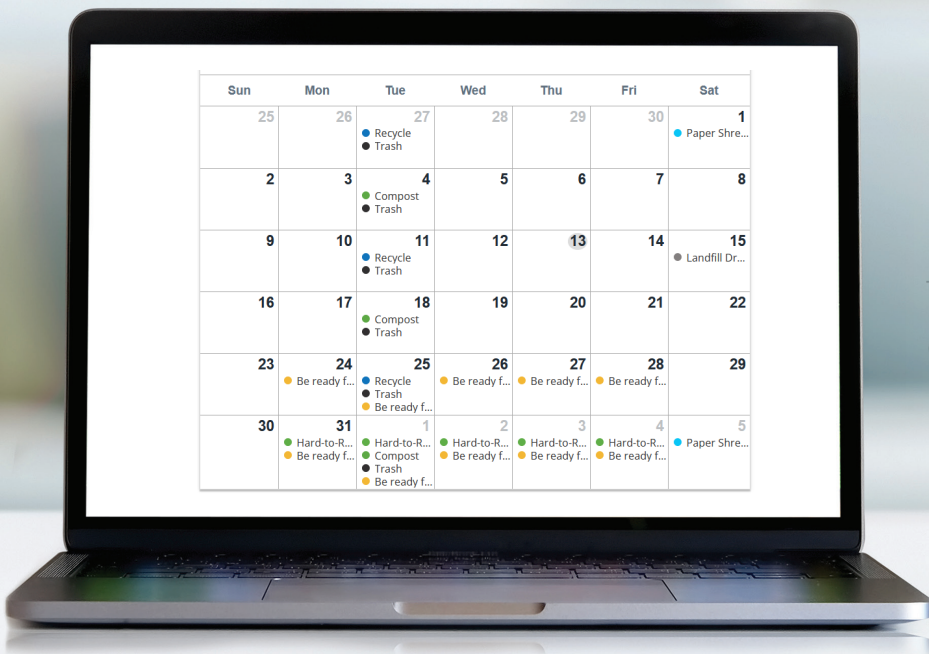 Sun Mon Tue Wed Thu Fri Sat
25 26 27 28 29 30 1
Recycle Paper Shre...
Trash
2 3 4 5 6 7 8
Compost
Trash
9 10 11 12 13 14 15
Recycle Landfill Dr...
Trash
16 17 18 19 20 21 22
Compost
Trash
23 24 25 26 27 28 29
Be ready f... Recycle Be ready f... Be ready f... Be ready f...
Trash
Be ready f...
30 31 1 2 3 4 5
Hard-to-R... Hard-to-R... Hard-to-R... Hard-to-R... Hard-to-R... Paper Shre...
Be ready f... Compost Be ready f... Be ready f... Be ready f...
Trash
Be ready f...